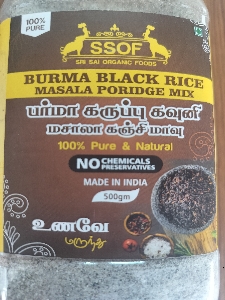 100%
PURE
SSOF
SRI SAI ORGANIC FOODS
BURMA BLACK RICE
MASALA PORIDGE MIX
பர்மா கருப்பு கவுனி
மசாலா கஞ்சி மாவு
100% Pure & Natural
NO CHEMICALS
PRESERVATIVES
MADE IN INDIA
500gm
உணவே
மருந்து